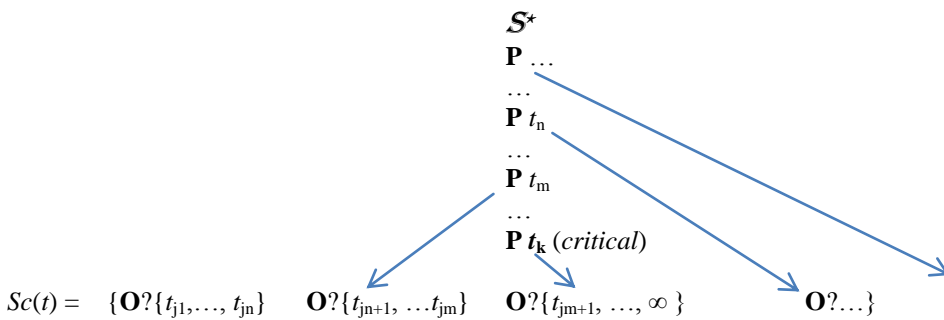 𝓢*
P …
…
P tₙ
…
P tₘ
…
P tₖ (critical)
Sc(t) = {O?{tⱼ₁,…, tⱼₙ} O?{tⱼₙ₊₁, …tⱼₘ} O?{tⱼₘ₊₁, …, ∞ } O?…}